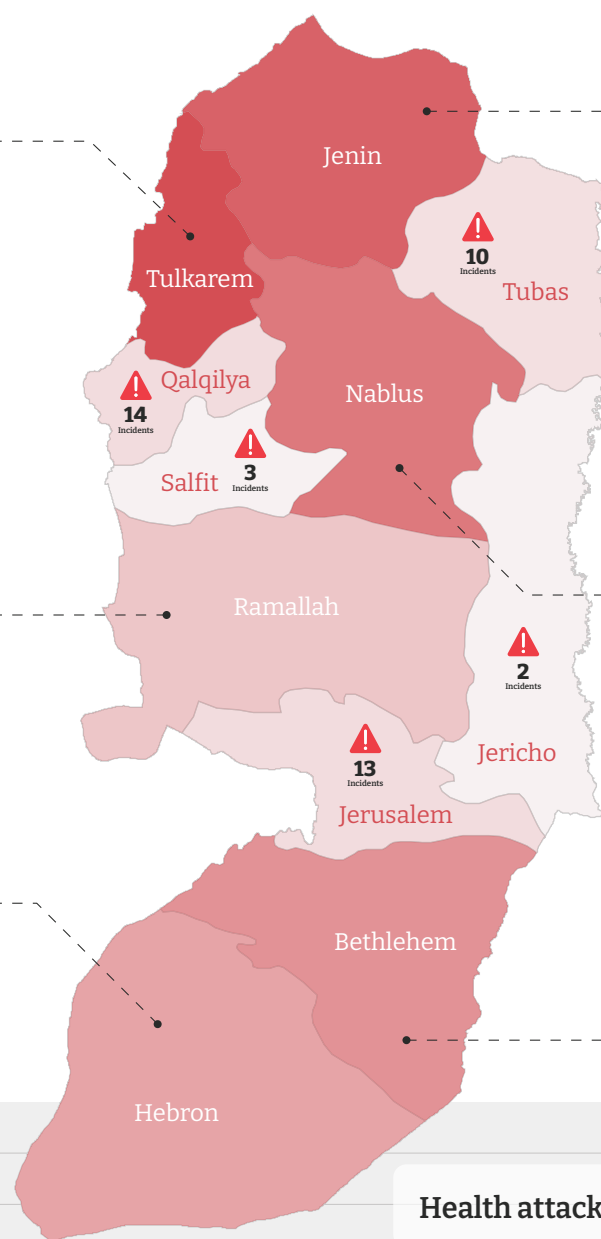 Jenin
10
Incidents
Tubas
Tulkarem
Qalqilya
14
Incidents
Nablus
3
Incidents
Salfit
Ramallah
2
Incidents
Jericho
13
Incidents
Jerusalem
Bethlehem
Hebron
Health attack